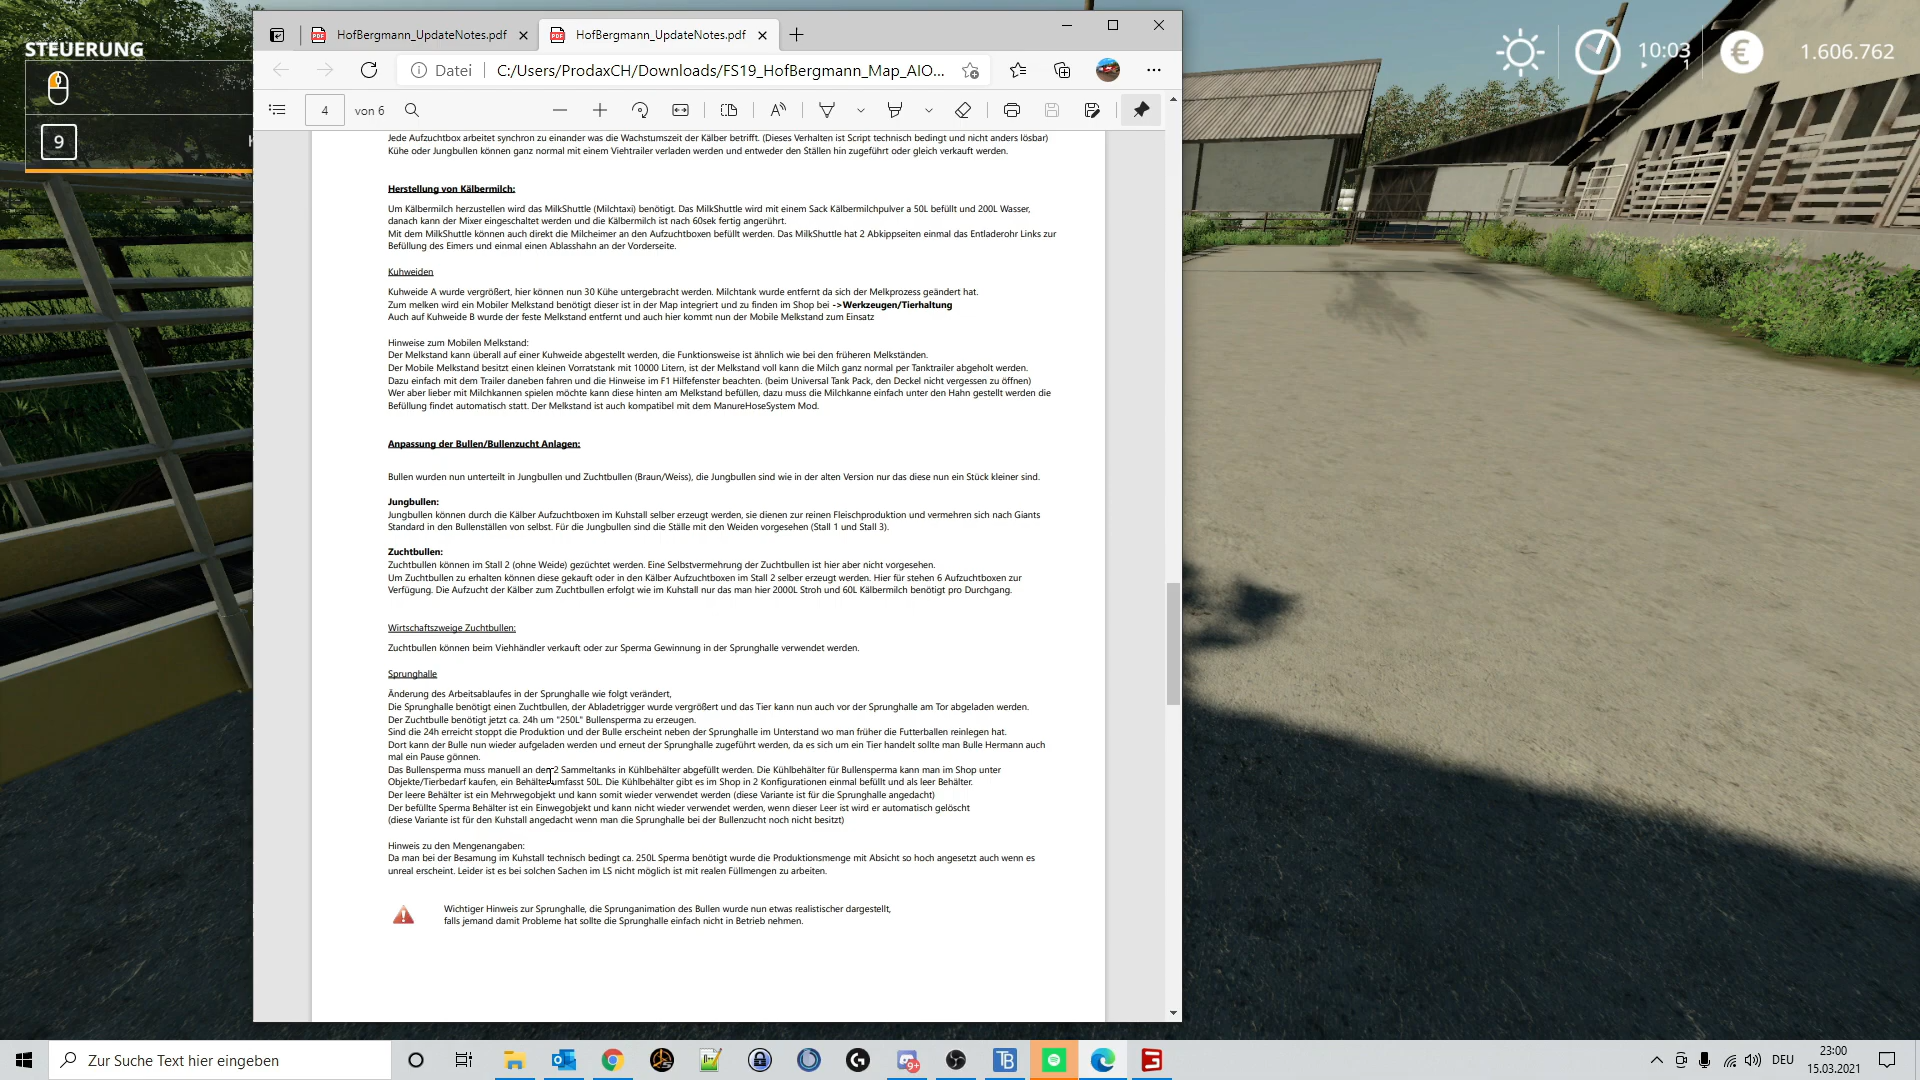 STEUERUNG
9
HofBergmann_UpdateNotes.pdf
HofBergmann_UpdateNotes.pdf
Datei
C:/Users/ProdaxCH/Downloads/FS19_HofBergmann_Map_AIO...
4
von 6
10:03
1
1.606.762
Jede Aufzuchtbox arbeitet synchron zu einander was die Wachstumszeit der Kälber betrifft. (Dieses Verhalten ist Script technisch bedingt und nicht anders lösbar)
Kühe oder Jungbullen können ganz normal mit einem Viehtrailer verladen werden und entweder den Ställen hin zugeführt oder gleich verkauft werden.
Herstellung von Kälbermilch:
Um Kälbermilch herzustellen wird das MilkShuttle (Milchtaxi) benötigt. Das MilkShuttle wird mit einem Sack Kälbermilchpulver a 50L befüllt und 200L Wasser,
danach kann der Mixer eingeschaltet werden und die Kälbermilch ist nach 60sek fertig angerührt.
Mit dem MilkShuttle können auch direkt die Milcheimer an den Aufzuchtboxen befüllt werden. Das MilkShuttle hat 2 Abkippseiten einmal das Entladerohr Links zur
Befüllung des Eimers und einmal einen Ablasshahn an der Vorderseite.
Kuhweiden
Kuhweide A wurde vergrößert, hier können nun 30 Kühe untergebracht werden. Milchtank wurde entfernt da sich der Melkprozess geändert hat.
Zum melken wird ein Mobiler Melkstand benötigt dieser ist in der Map integriert und zu finden im Shop bei ->Werkzeugen/Tierhaltung
Auch auf Kuhweide B wurde der feste Melkstand entfernt und auch hier kommt nun der Mobile Melkstand zum Einsatz
Hinweise zum Mobilen Melkstand:
Der Melkstand kann überall auf einer Kuhweide abgestellt werden, die Funktionsweise ist ähnlich wie bei den früheren Melkständen.
Der Mobile Melkstand besitzt einen kleinen Vorratstank mit 10000 Litern, ist der Melkstand voll kann die Milch ganz normal per Tanktrailer abgeholt werden.
Dazu einfach mit dem Trailer daneben fahren und die Hinweise im F1 Hilfefenster beachten. (beim Universal Tank Pack, den Deckel nicht vergessen zu öffnen)
Wer aber lieber mit Milchkannen spielen möchte kann diese hinten am Melkstand befüllen, dazu muss die Milchkanne einfach unter den Hahn gestellt werden die
Befüllung findet automatisch statt. Der Melkstand ist auch kompatibel mit dem ManureHoseSystem Mod.
Anpassung der Bullen/Bullenzucht Anlagen:
Bullen wurden nun unterteilt in Jungbullen und Zuchtbullen (Braun/Weiss), die Jungbullen sind wie in der alten Version nur das diese nun ein Stück kleiner sind.
Jungbullen:
Jungbullen können durch die Kälber Aufzuchtboxen im Kuhstall selber erzeugt werden, sie dienen zur reinen Fleischproduktion und vermehren sich nach Giants
Standard in den Bullenställen von selbst. Für die Jungbullen sind die Ställe mit den Weiden vorgesehen (Stall 1 und Stall 3).
Zuchtbullen:
Zuchtbullen können im Stall 2 (ohne Weide) gezüchtet werden. Eine Selbstvermehrung der Zuchtbullen ist hier aber nicht vorgesehen.
Um Zuchtbullen zu erhalten können diese gekauft oder in den Kälber Aufzuchtboxen im Stall 2 selber erzeugt werden. Hier für stehen 6 Aufzuchtboxen zur
Verfügung. Die Aufzucht der Kälber zum Zuchtbullen erfolgt wie im Kuhstall nur das man hier 2000L Stroh und 60L Kälbermilch benötigt pro Durchgang.
Wirtschaftszweige Zuchtbullen:
Zuchtbullen können beim Viehhändler verkauft oder zur Sperma Gewinnung in der Sprunghalle verwendet werden.
Sprunghalle
Änderung des Arbeitsablaufes in der Sprunghalle wie folgt verändert,
Die Sprunghalle benötigt einen Zuchtbullen, der Abladetrigger wurde vergrößert und das Tier kann nun auch vor der Sprunghalle am Tor abgeladen werden.
Der Zuchtbulle benötigt jetzt ca. 24h um "250L" Bullensperma zu erzeugen.
Sind die 24h erreicht stoppt die Produktion und der Bulle erscheint neben der Sprunghalle im Unterstand wo man früher die Futterballen reinlegen hat.
Dort kann der Bulle nun wieder aufgeladen werden und erneut der Sprunghalle zugeführt werden, da es sich um ein Tier handelt sollte man Bulle Hermann auch
mal ein Pause gönnen.
Das Bullensperma muss manuell an den 2 Sammeltanks in Kühlbehälter abgefüllt werden. Die Kühlbehälter für Bullensperma kann man im Shop unter
Objekte/Tierbedarf kaufen, ein Behälter umfasst 50L. Die Kühlbehälter gibt es im Shop in 2 Konfigurationen einmal befüllt und als leer Behälter.
Der leere Behälter ist ein Mehrwegobjekt und kann somit wieder verwendet werden (diese Variante ist für die Sprunghalle angedacht)
Der befüllte Sperma Behälter ist ein Einwegobjekt und kann nicht wieder verwendet werden, wenn dieser Leer ist wird er automatisch gelöscht
(diese Variante ist für den Kuhstall angedacht wenn man die Sprunghalle bei der Bullenzucht noch nicht besitzt)
Hinweis zu den Mengenangaben:
Da man bei der Besamung im Kuhstall technisch bedingt ca. 250L Sperma benötigt wurde die Produktionsmenge mit Absicht so hoch angesetzt auch wenn es
unreal erscheint. Leider ist es bei solchen Sachen im LS nicht möglich ist mit realen Füllmengen zu arbeiten.
Wichtiger Hinweis zur Sprunghalle, die Sprunganimation des Bullen wurde nun etwas realistischer dargestellt,
falls jemand damit Probleme hat sollte die Sprunghalle einfach nicht in Betrieb nehmen.
Zur Suche Text hier eingeben
9+
TB
DEU
23:00
15.03.2021